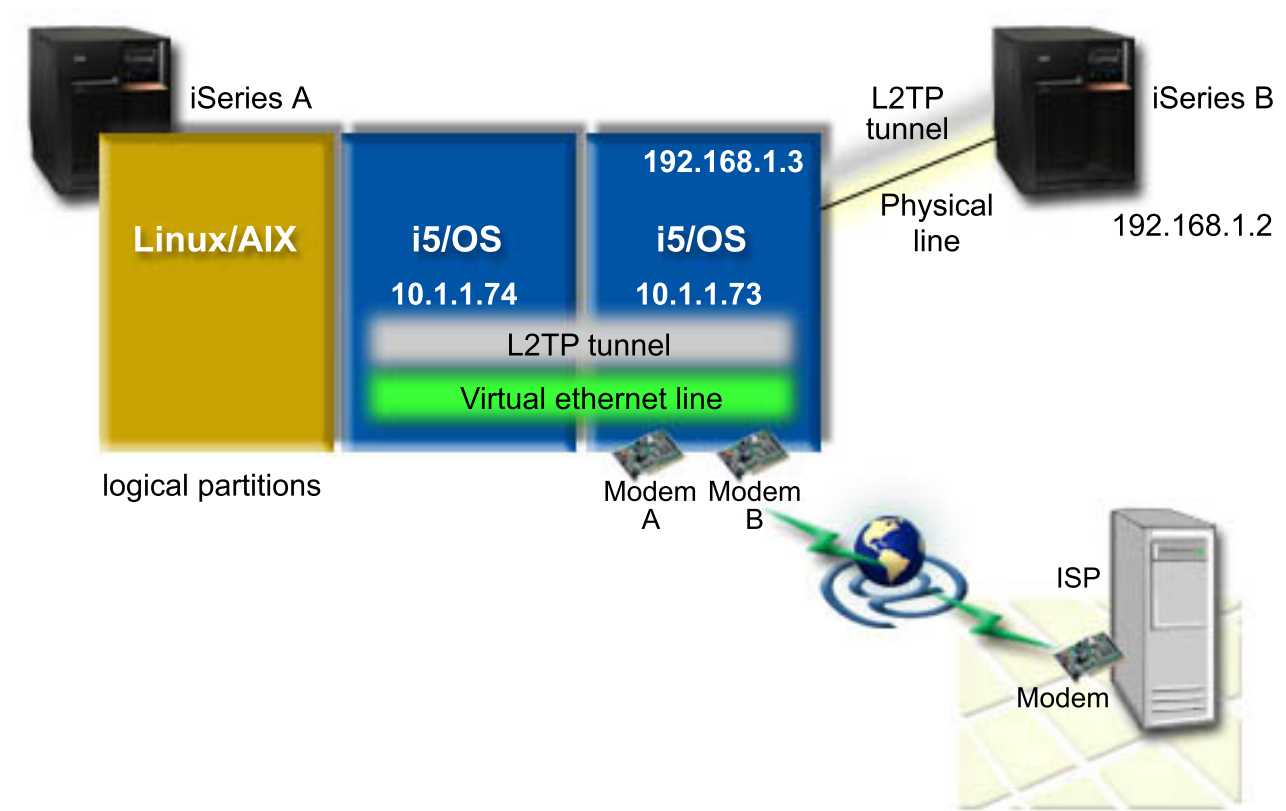 iSeries A
L2TP
tunnel
iSeries B
192.168.1.3
Physical
line
192.168.1.2
Linux/AIX
i5/OS
i5/OS
10.1.1.74
10.1.1.73
L2TP tunnel
Virtual ethernet line
logical partitions
Modem
A
Modem
B
ISP
Modem